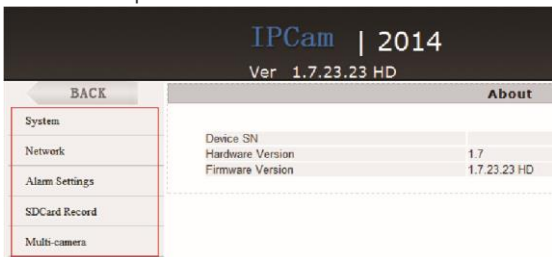 IPCam | 2014
Ver 1.7.23.23 HD
BACK
About
System
Network
Alarm Settings
SDCard Record
Multi-camera
Device SN
Hardware Version 1.7
Firmware Version 1.7.23.23 HD